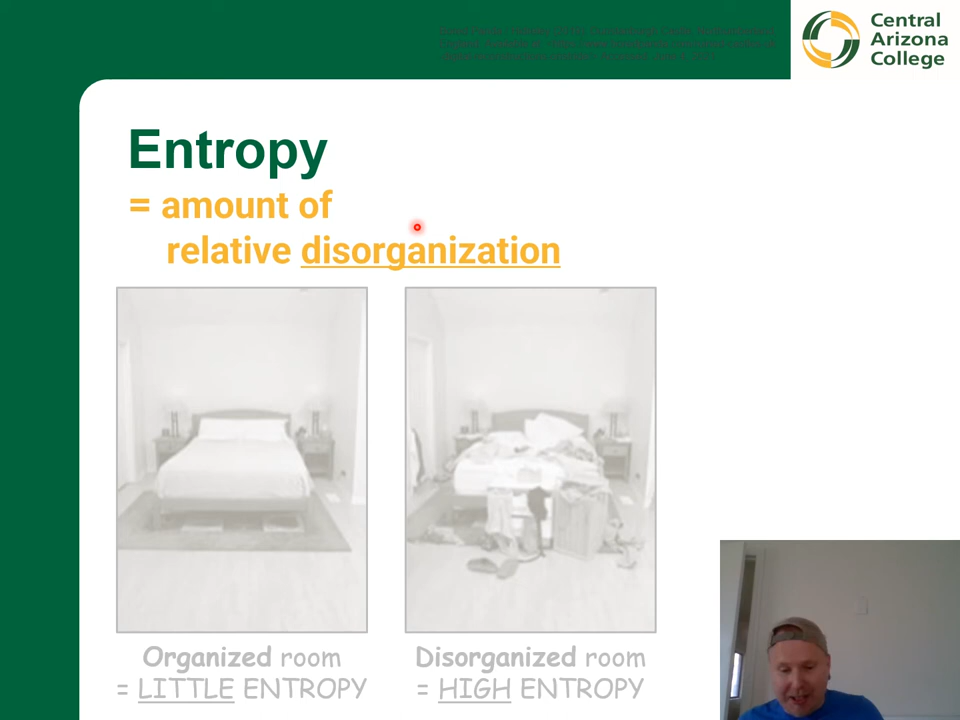 Central
Arizona
College
Entropy
= amount of
relative disorganization
Organized room
= LITTLE ENTROPY
Disorganized room
= HIGH ENTROPY